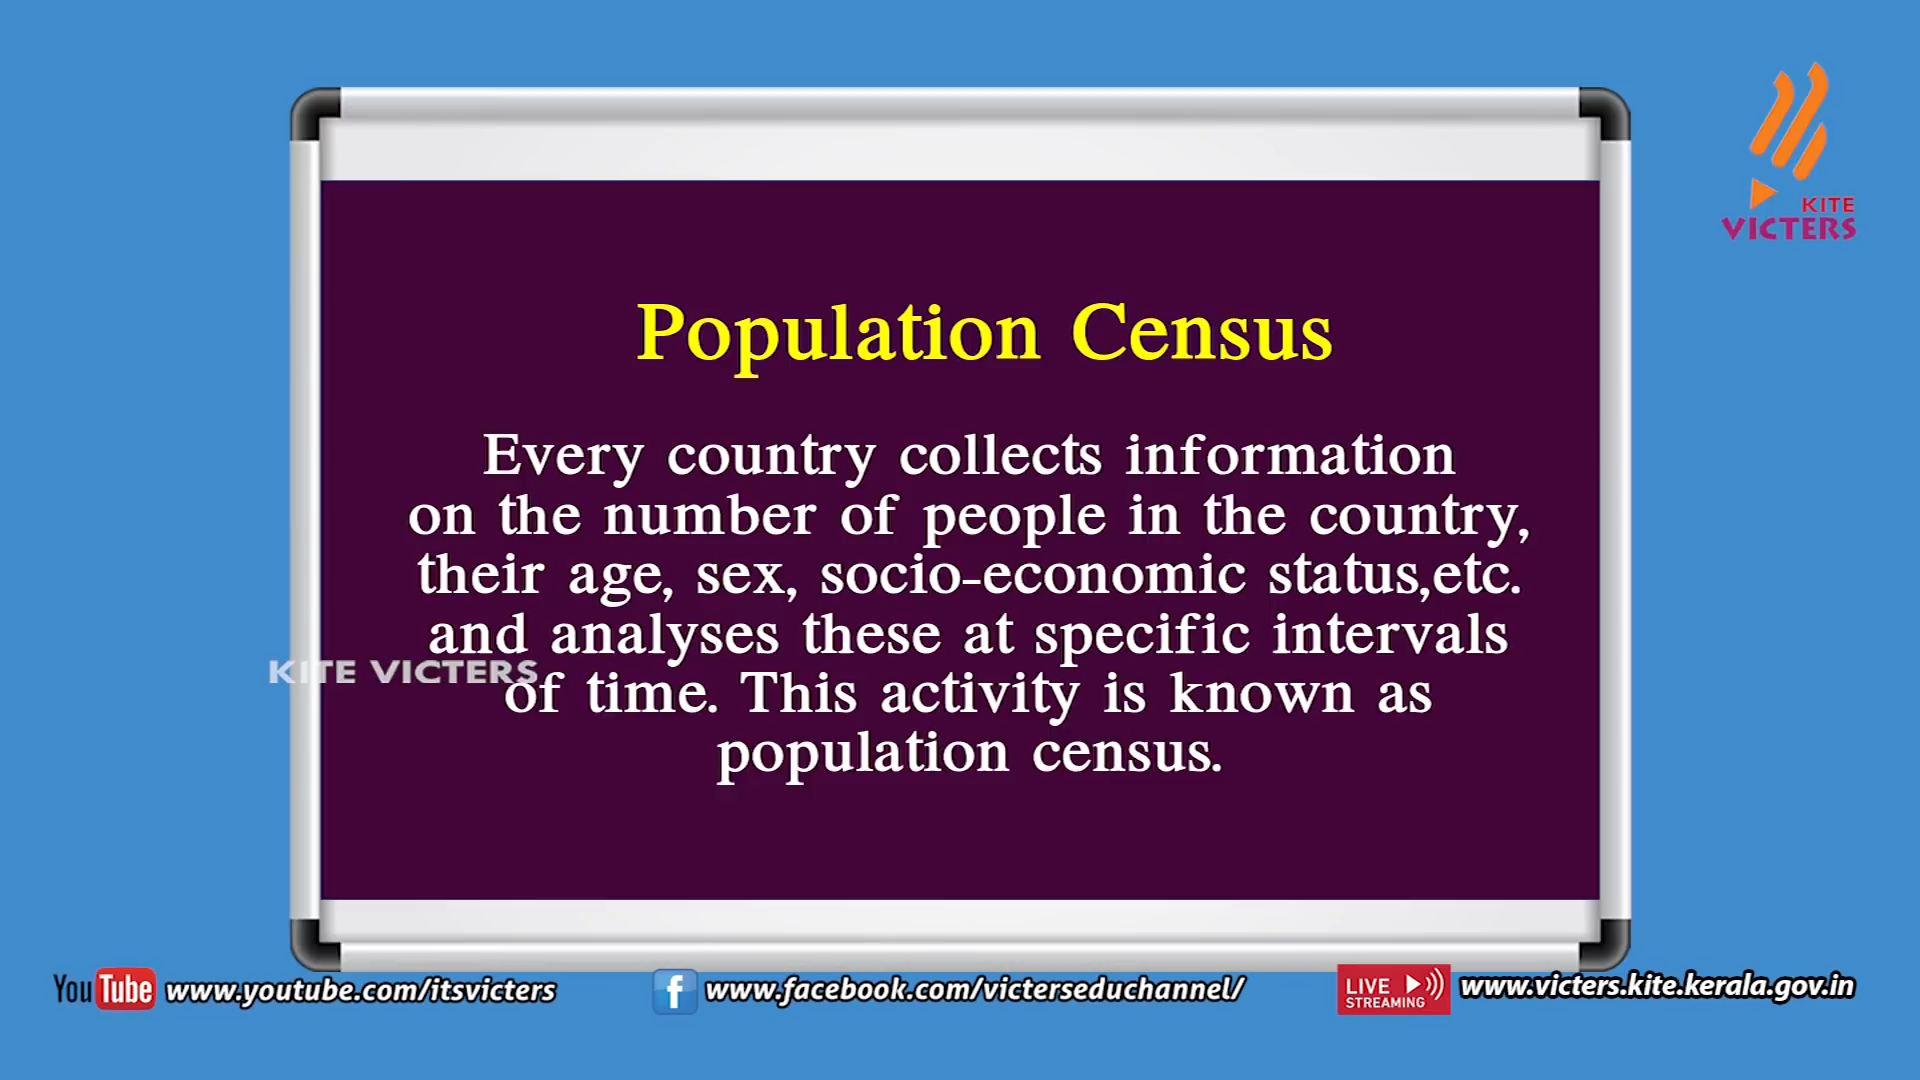 KITE
VICTERS
Population Census
Every country collects information
on the number of people in the country,
their age, sex, socio-economic status,etc.
and analyses these at specific intervals
of time. This activity is known as
population census.
KITE VICTERS
YouTube www.youtube.com/itsvicters
f www.facebook.com/victerseduchannel/
LIVE STREAMING www.victers.kite.kerala.gov.in